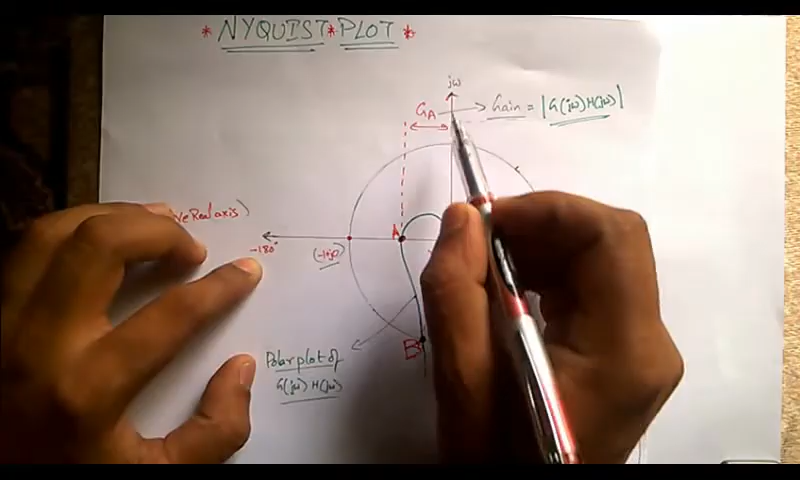 * NYQUIST * PLOT *
jω
GA → Gain = |G(jω)H(jω)|
ve Real axis)
A
-180°
(-1+j0)
B
Polar plot of
G(jω) H(jω)